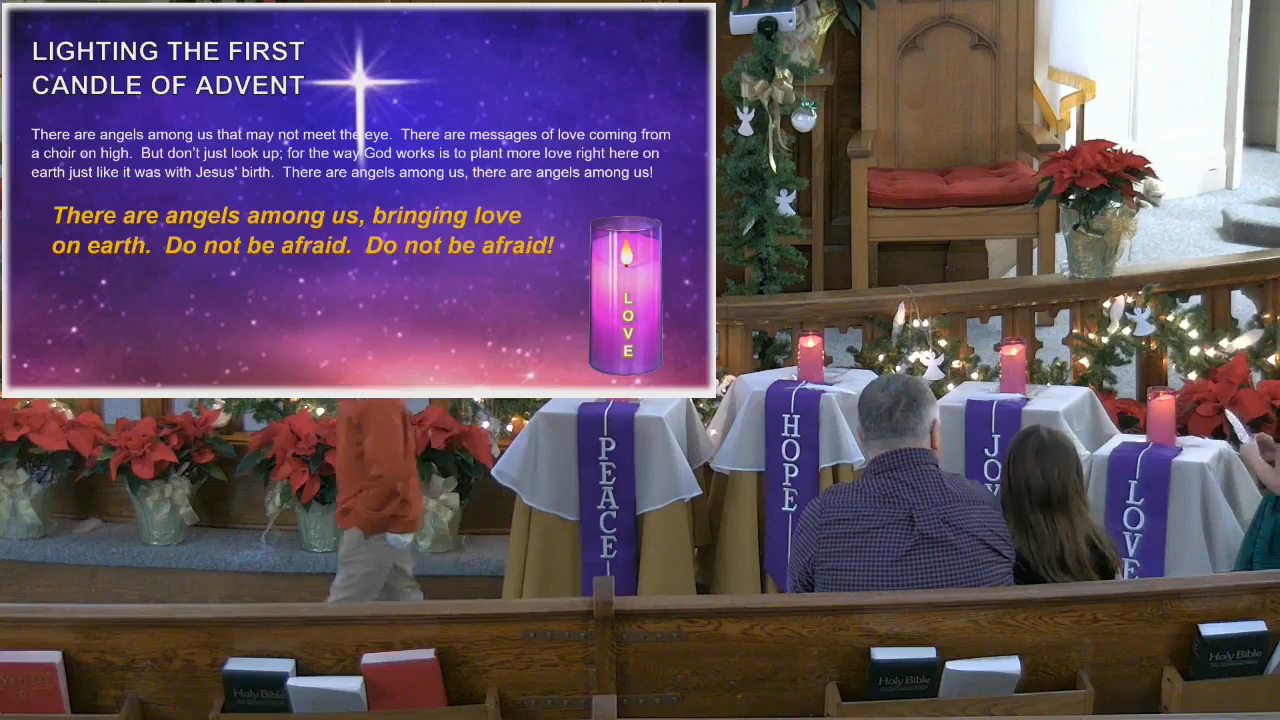 LIGHTING THE FIRST
CANDLE OF ADVENT
There are angels among us that may not meet the eye.  There are messages of love coming from
a choir on high.  But don't just look up; for the way God works is to plant more love right here on
earth just like it was with Jesus' birth.  There are angels among us, there are angels among us!
There are angels among us, bringing love
on earth.  Do not be afraid.  Do not be afraid!
LOVE
PEACE
HOPE
JOY
LOVE
Holy Bible
Holy Bible
Holy Bible